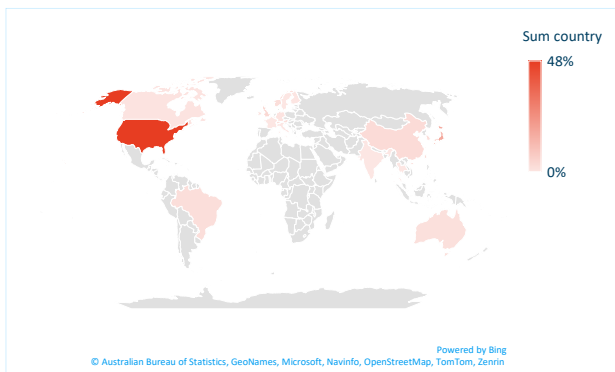 Sum country
48%
0%
Powered by Bing
© Australian Bureau of Statistics, GeoNames, Microsoft, Navinfo, OpenStreetMap, TomTom, Zenrin